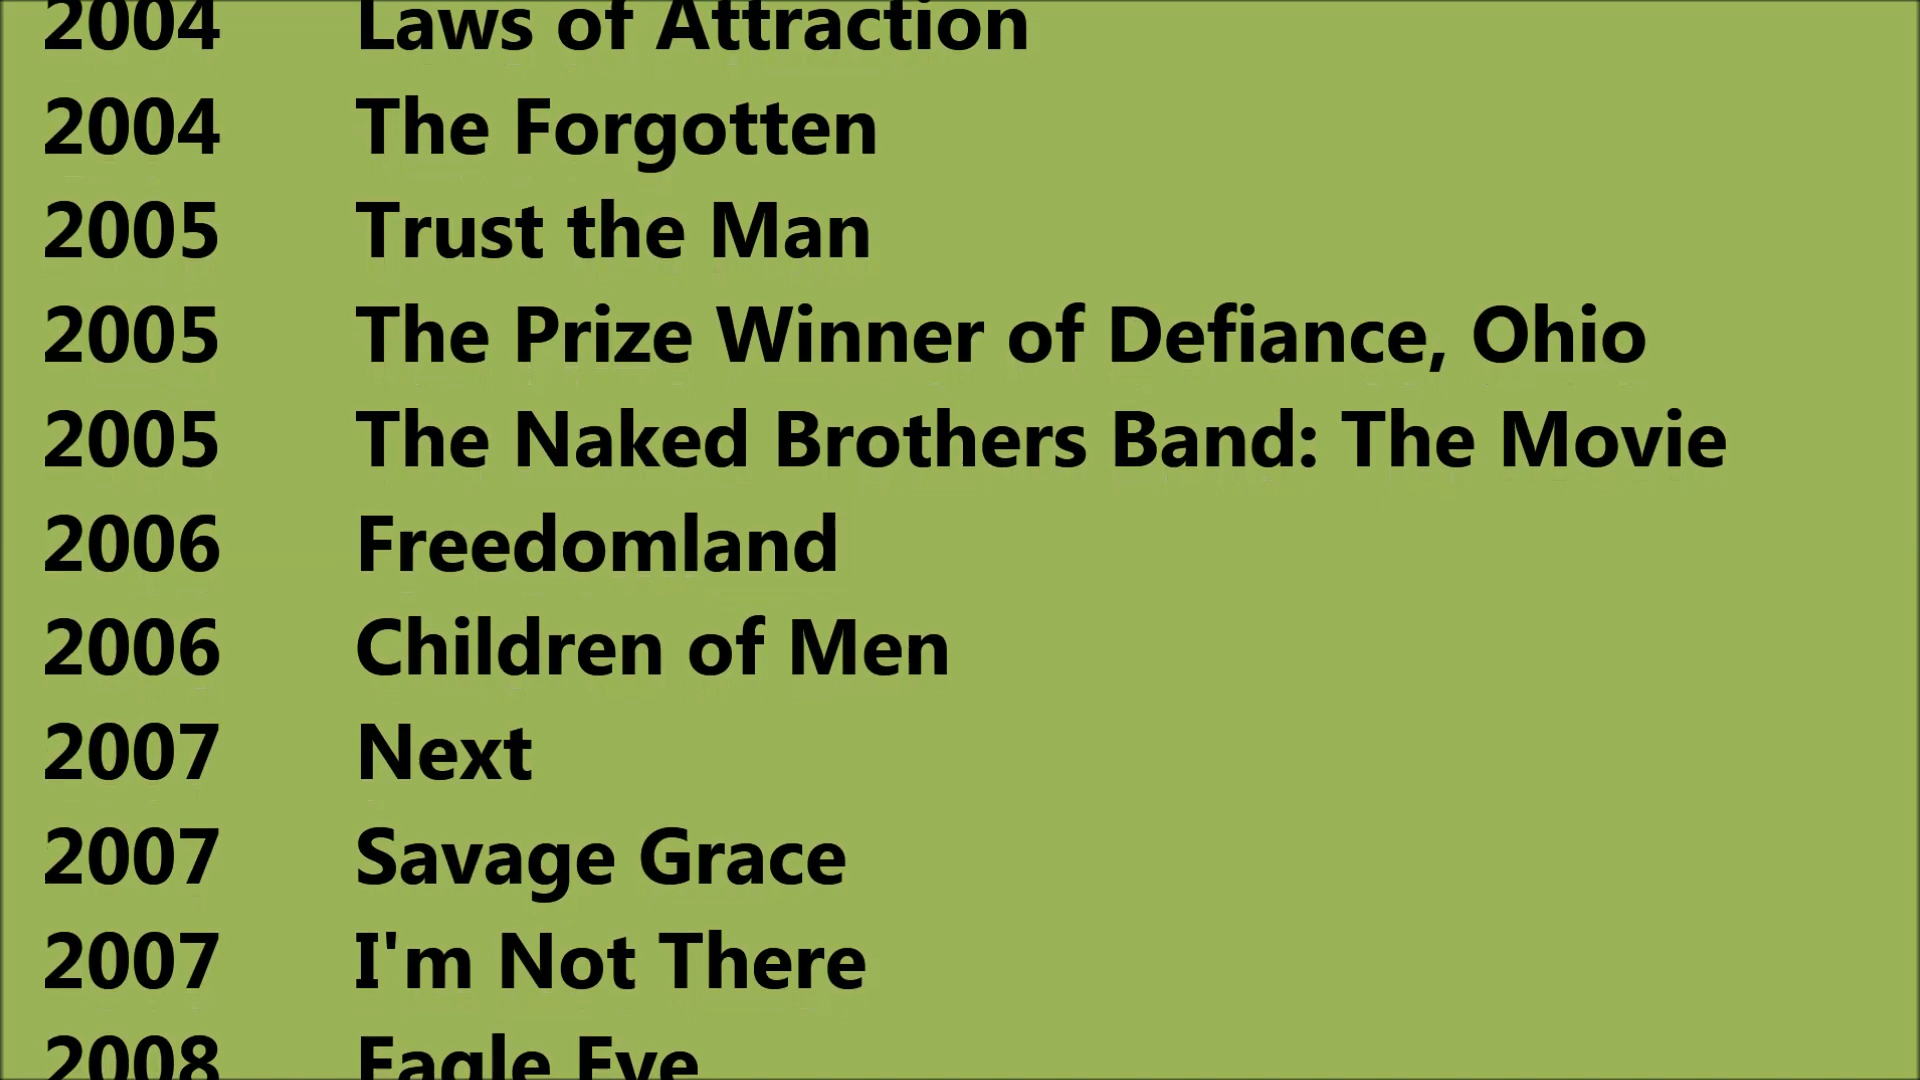 2004 Laws of Attraction
2004 The Forgotten
2005 Trust the Man
2005 The Prize Winner of Defiance, Ohio
2005 The Naked Brothers Band: The Movie
2006 Freedomland
2006 Children of Men
2007 Next
2007 Savage Grace
2007 I'm Not There
2008 Eagle Eye